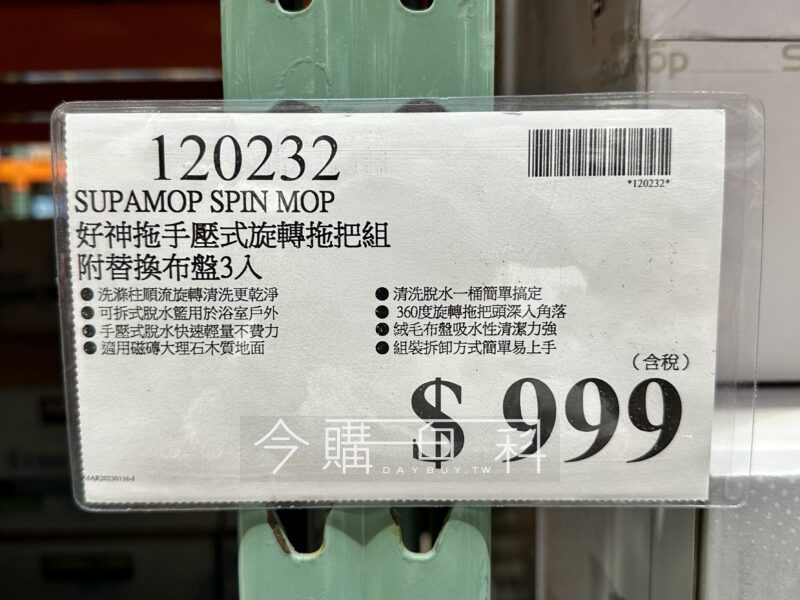 120232
*120232*
SUPAMOP SPIN MOP
好神拖手壓式旋轉拖把組
附替換布盤3入
● 洗滌柱順流旋轉清洗更乾淨
● 可拆式脫水籃用於浴室戶外
● 手壓式脫水快速輕量不費力
● 適用磁磚大理石木質地面
● 清洗脫水一桶簡單搞定
● 360度旋轉拖把頭深入角落
● 絨毛布盤吸水性清潔力強
● 組裝拆卸方式簡單易上手
(含稅)
$ 999
今購百科
DAYBUY.TW